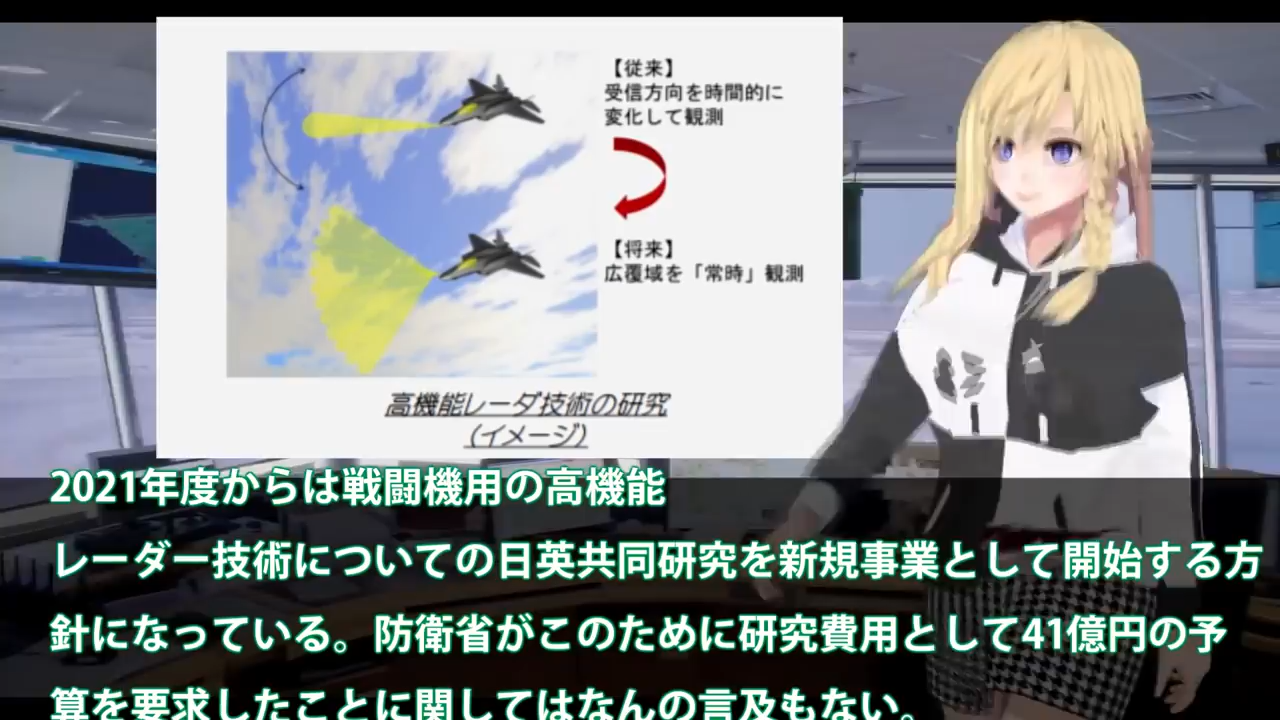 【従来】
受信方向を時間的に
変化して観測
【将来】
広覆域を「常時」観測
高機能レーダ技術の研究
(イメージ)
2021年度からは戦闘機用の高機能
レーダー技術についての日英共同研究を新規事業として開始する方
針になっている。防衛省がこのために研究費用として41億円の予
算を要求したことに関してはなんの言及もない。